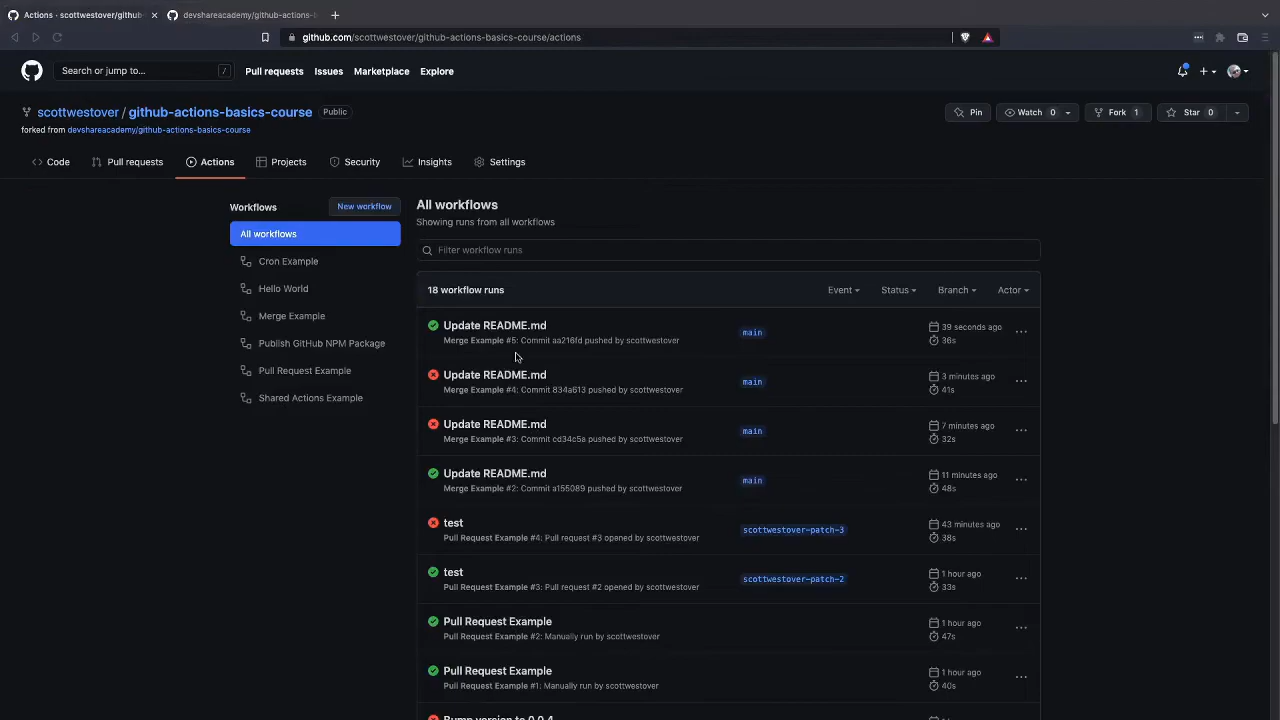 Actions · scottwestover/github
devshareacademy/github-actions-b
github.com/scottwestover/github-actions-basics-course/actions
Search or jump to... /
Pull requests Issues Marketplace Explore
scottwestover / github-actions-basics-course Public
Pin Watch 0 Fork 1 Star 0
forked from devshareacademy/github-actions-basics-course
Code Pull requests Actions Projects Security Insights Settings
Workflows New workflow
All workflows
Cron Example
Hello World
Merge Example
Publish GitHub NPM Package
Pull Request Example
Shared Actions Example
All workflows
Showing runs from all workflows
Filter workflow runs
18 workflow runs Event Status Branch Actor
Update README.md
Merge Example #5: Commit aa216fd pushed by scottwestover
main
39 seconds ago
36s
Update README.md
Merge Example #4: Commit 834a613 pushed by scottwestover
main
3 minutes ago
41s
Update README.md
Merge Example #3: Commit cd34c5a pushed by scottwestover
main
7 minutes ago
32s
Update README.md
Merge Example #2: Commit a155089 pushed by scottwestover
main
11 minutes ago
48s
test
Pull Request Example #4: Pull request #3 opened by scottwestover
scottwestover-patch-3
43 minutes ago
38s
test
Pull Request Example #3: Pull request #2 opened by scottwestover
scottwestover-patch-2
1 hour ago
33s
Pull Request Example
Pull Request Example #2: Manually run by scottwestover
1 hour ago
47s
Pull Request Example
Pull Request Example #1: Manually run by scottwestover
1 hour ago
40s
Bump version to 0.0.4